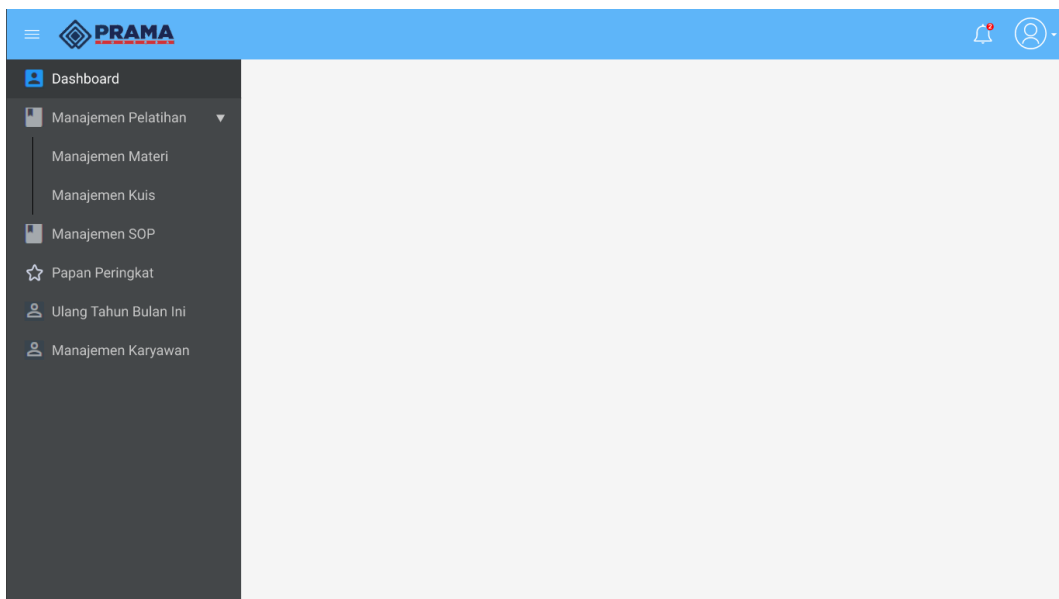 PRAMA
Dashboard
Manajemen Pelatihan
Manajemen Materi
Manajemen Kuis
Manajemen SOP
Papan Peringkat
Ulang Tahun Bulan Ini
Manajemen Karyawan